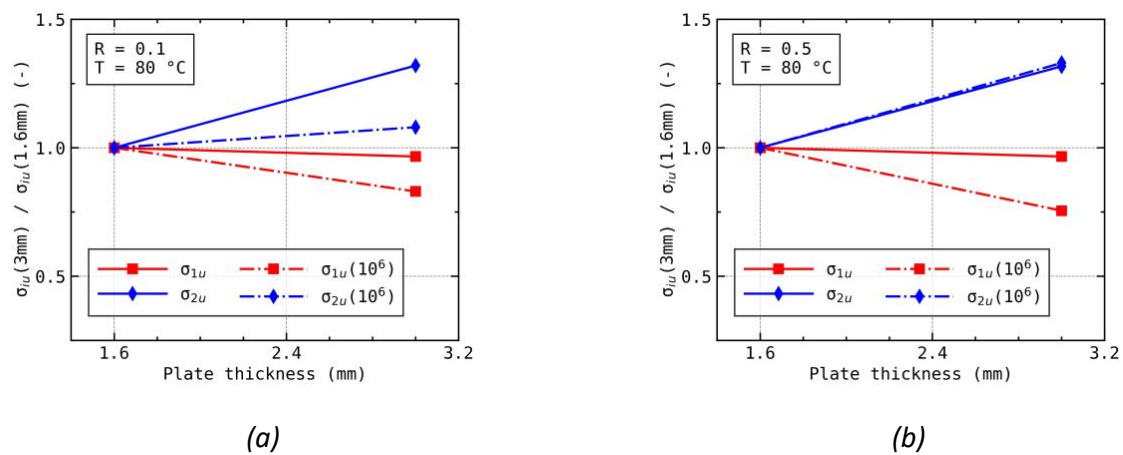 1.5
1.0
0.5
σiu(3mm) / σiu(1.6mm) (-)
R = 0.1
T = 80 °C
σ1u
σ1u(10⁶)
σ2u
σ2u(10⁶)
1.6
2.4
3.2
Plate thickness (mm)
(a)
1.5
1.0
0.5
σiu(3mm) / σiu(1.6mm) (-)
R = 0.5
T = 80 °C
σ1u
σ1u(10⁶)
σ2u
σ2u(10⁶)
1.6
2.4
3.2
Plate thickness (mm)
(b)